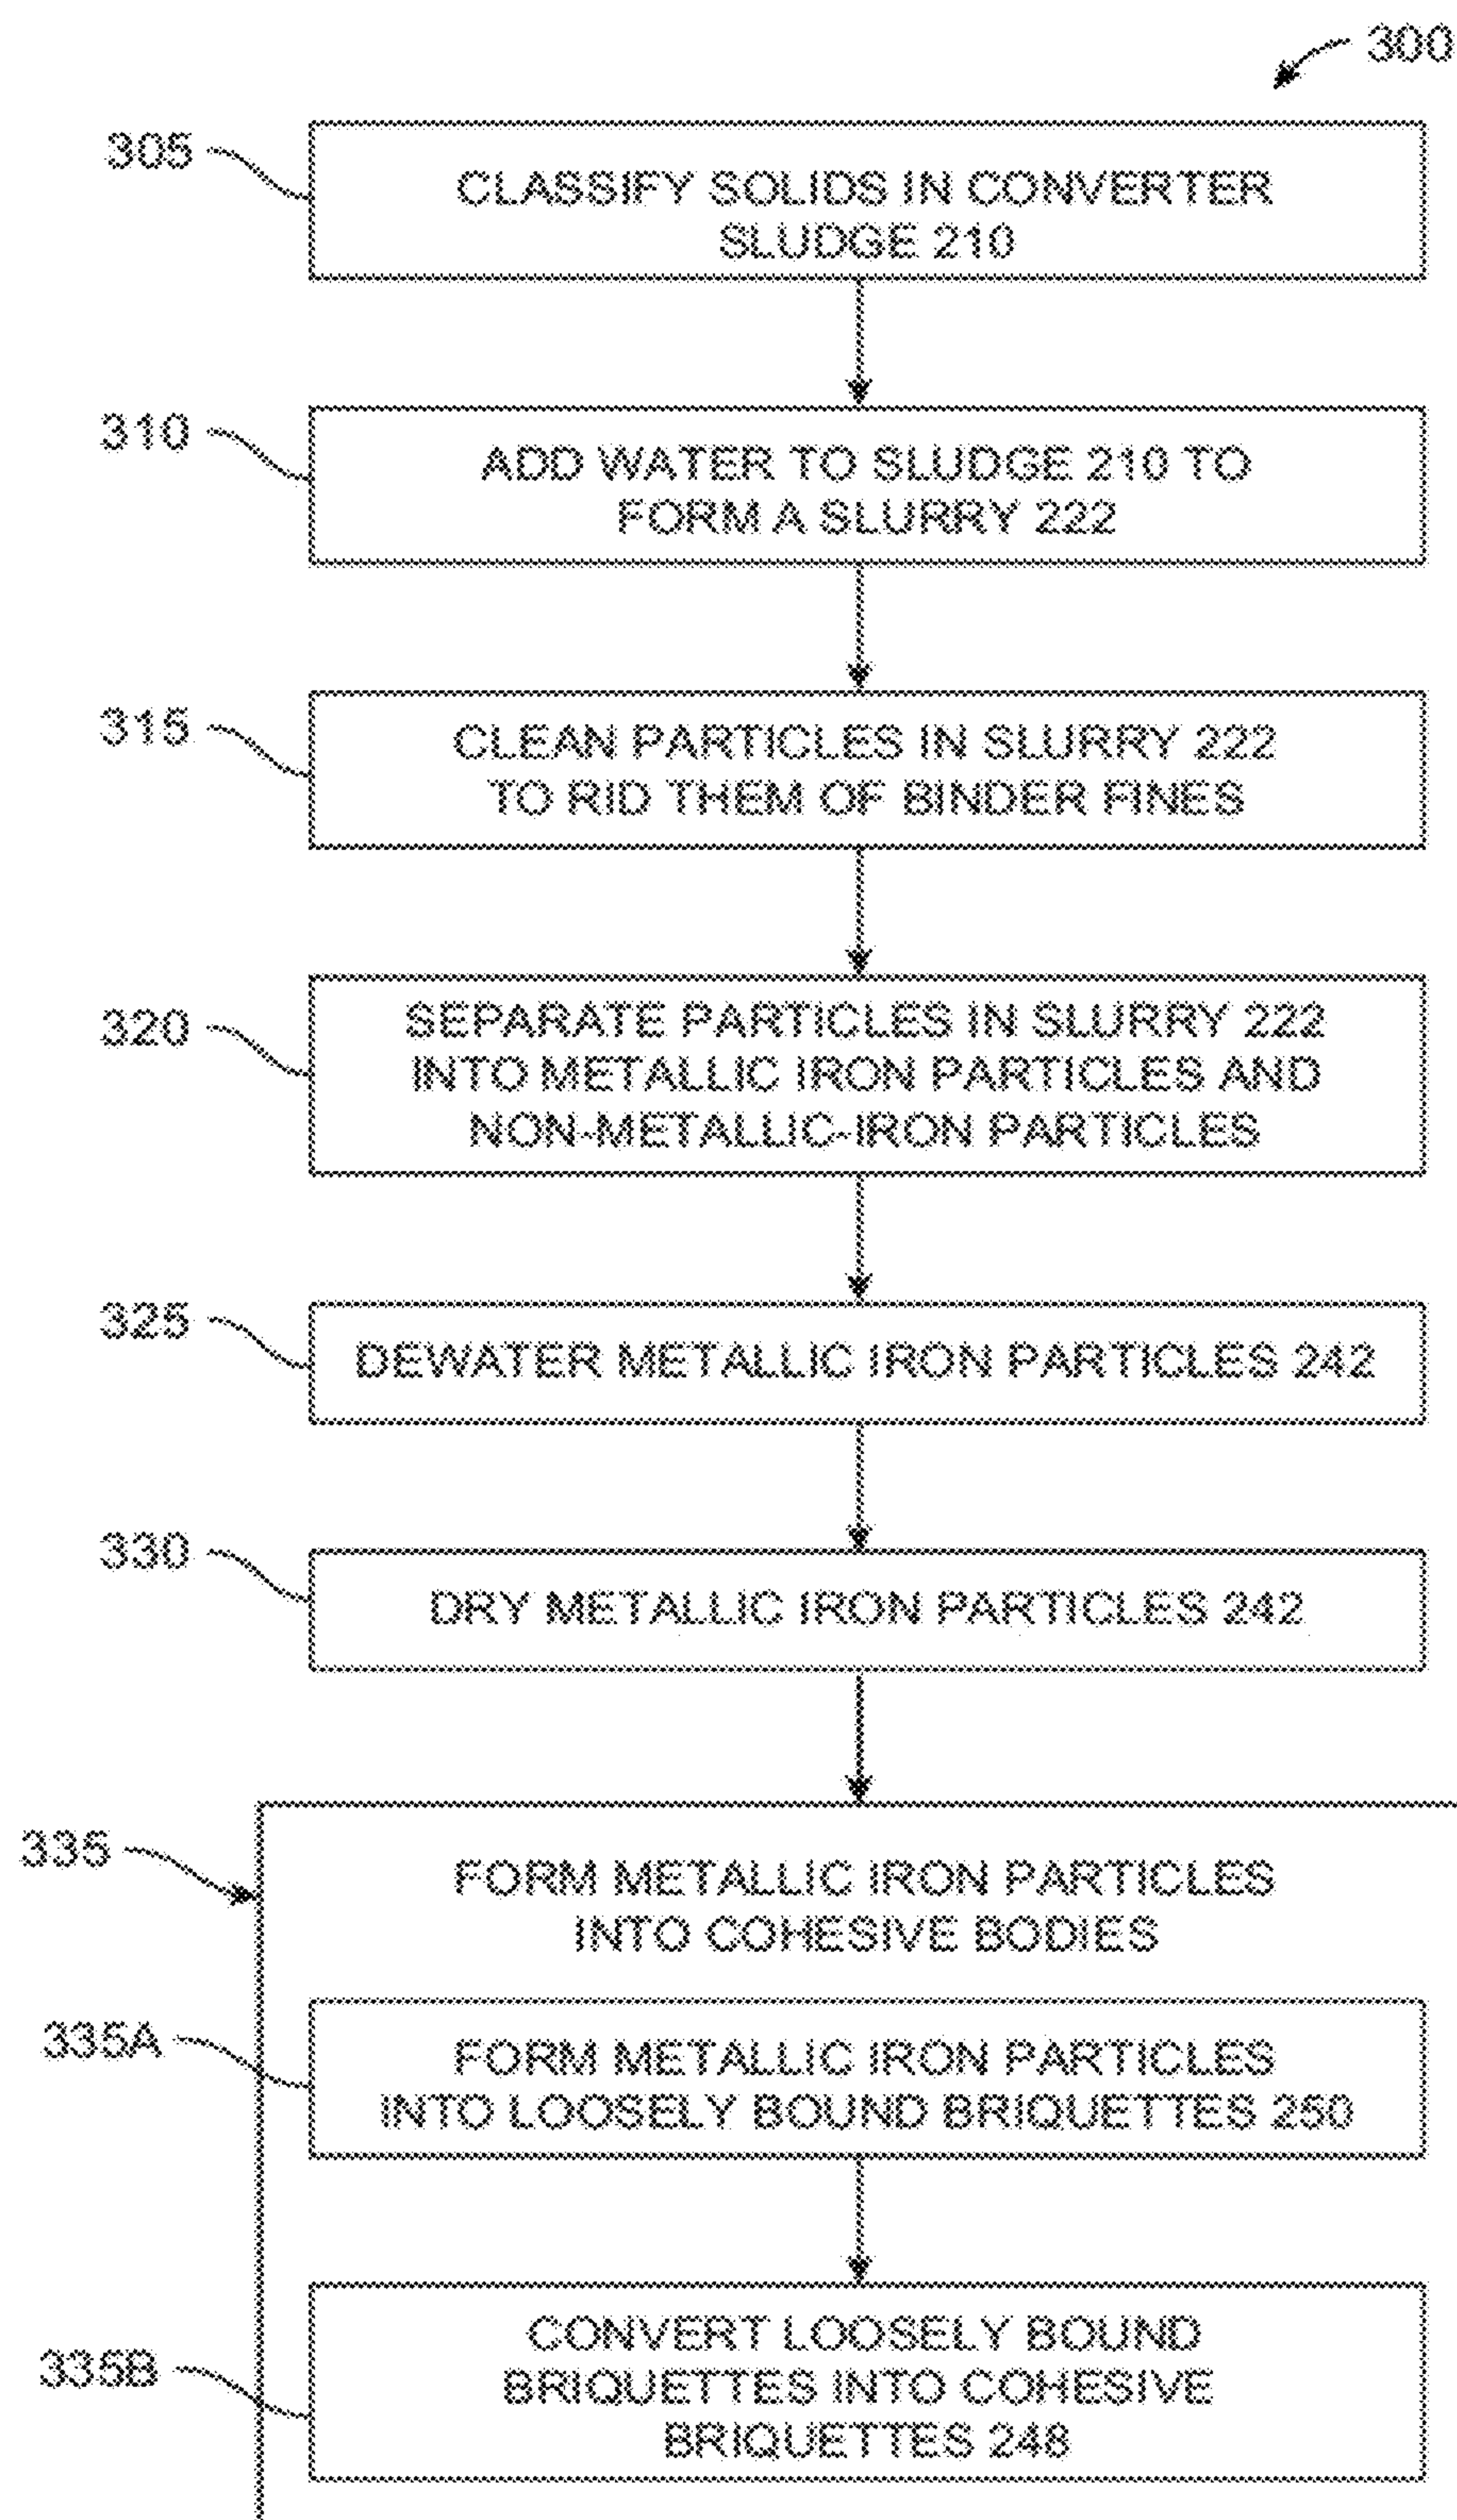 300
305
CLASSIFY SOLIDS IN CONVERTER
SLUDGE 210
310
ADD WATER TO SLUDGE 210 TO
FORM A SLURRY 222
315
CLEAN PARTICLES IN SLURRY 222
TO RID THEM OF BINDER FINES
320
SEPARATE PARTICLES IN SLURRY 222
INTO METALLIC IRON PARTICLES AND
NON-METALLIC-IRON PARTICLES
325
DEWATER METALLIC IRON PARTICLES 242
330
DRY METALLIC IRON PARTICLES 242
335
FORM METALLIC IRON PARTICLES
INTO COHESIVE BODIES
335A
FORM METALLIC IRON PARTICLES
INTO LOOSELY BOUND BRIQUETTES 250
335B
CONVERT LOOSELY BOUND
BRIQUETTES INTO COHESIVE
BRIQUETTES 248